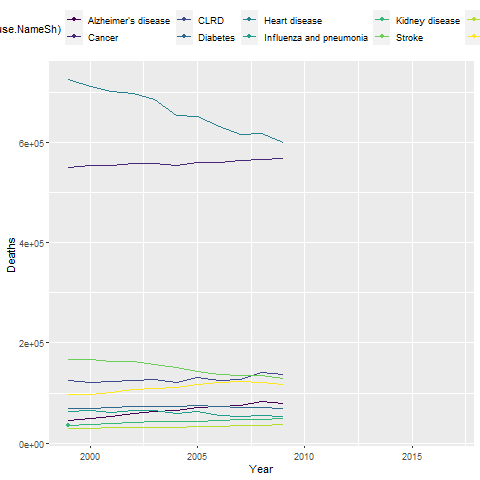 use.NameSh)
Alzheimer's disease CLRD Heart disease Kidney disease
Cancer Diabetes Influenza and pneumonia Stroke
6e+05
4e+05
2e+05
0e+00
Deaths
2000 2005 2010 2015
Year